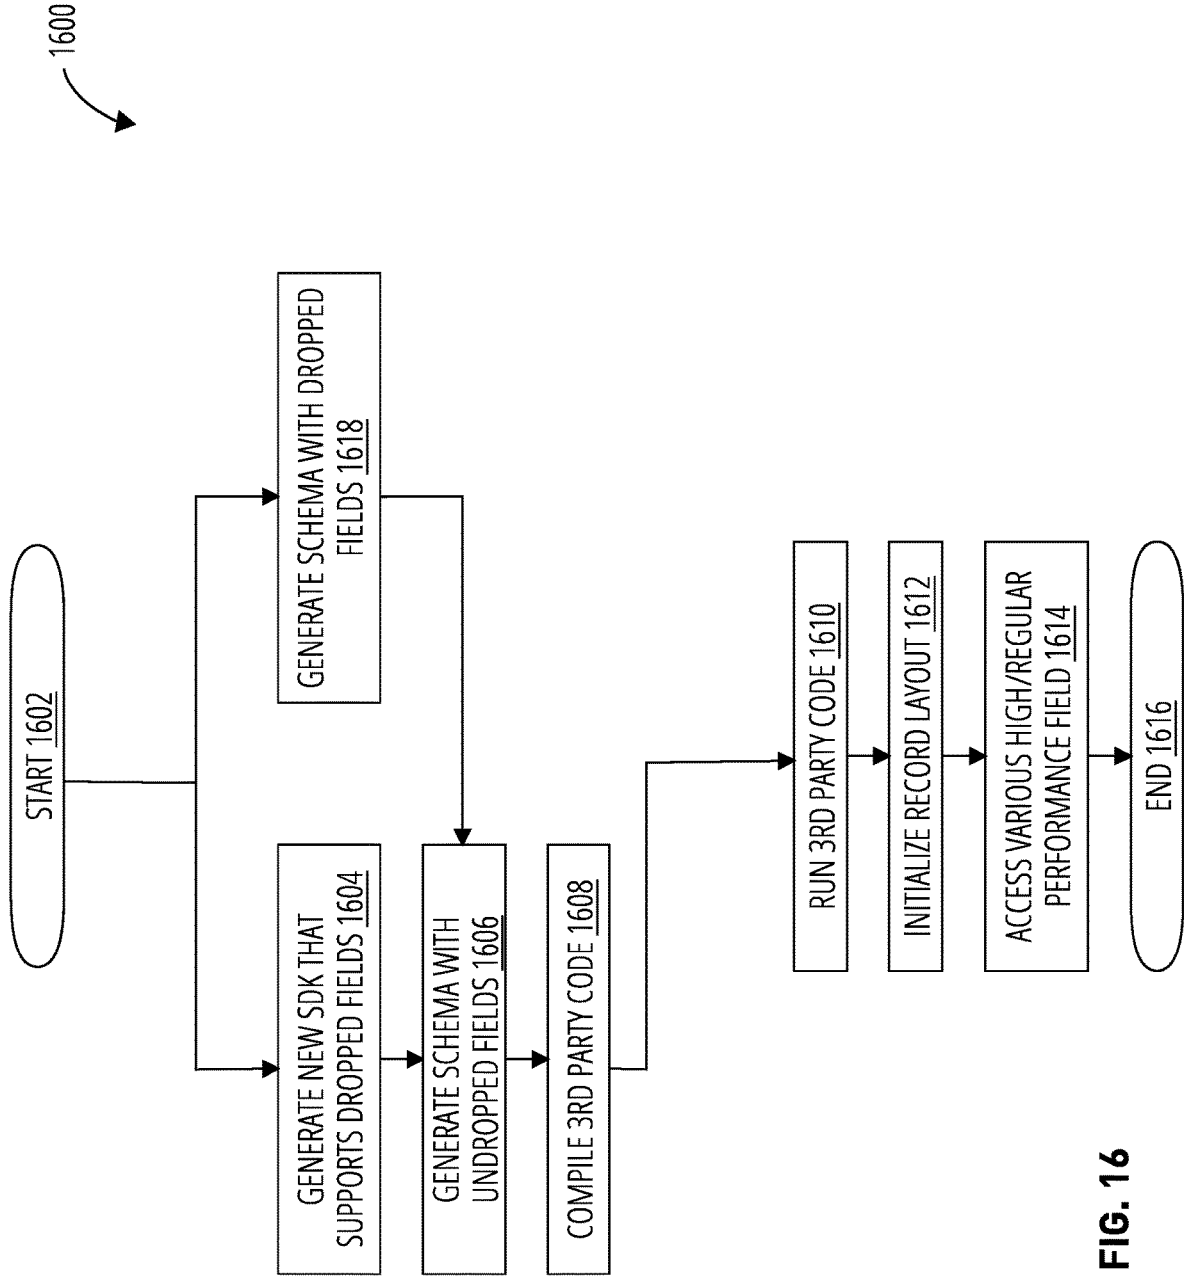 1600
START 1602
GENERATE NEW SDK THAT
SUPPORTS DROPPED FIELDS 1604
GENERATE SCHEMA WITH DROPPED
FIELDS 1618
GENERATE SCHEMA WITH
UNDROPPED FIELDS 1606
COMPILE 3RD PARTY CODE 1608
RUN 3RD PARTY CODE 1610
INITIALIZE RECORD LAYOUT 1612
ACCESS VARIOUS HIGH/REGULAR
PERFORMANCE FIELD 1614
END 1616
FIG. 16